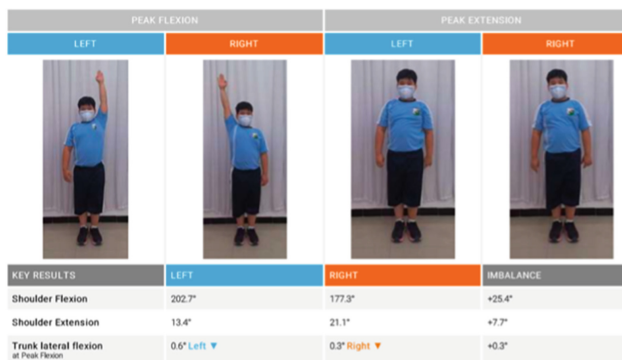 PEAK FLEXION PEAK EXTENSION
LEFT RIGHT LEFT RIGHT
KEY RESULTS LEFT RIGHT IMBALANCE
Shoulder Flexion 202.7° 177.3° +25.4°
Shoulder Extension 13.4° 21.1° +7.7°
Trunk lateral flexion 0.6° Left ▼ 0.3° Right ▼ +0.3°
at Peak Flexion